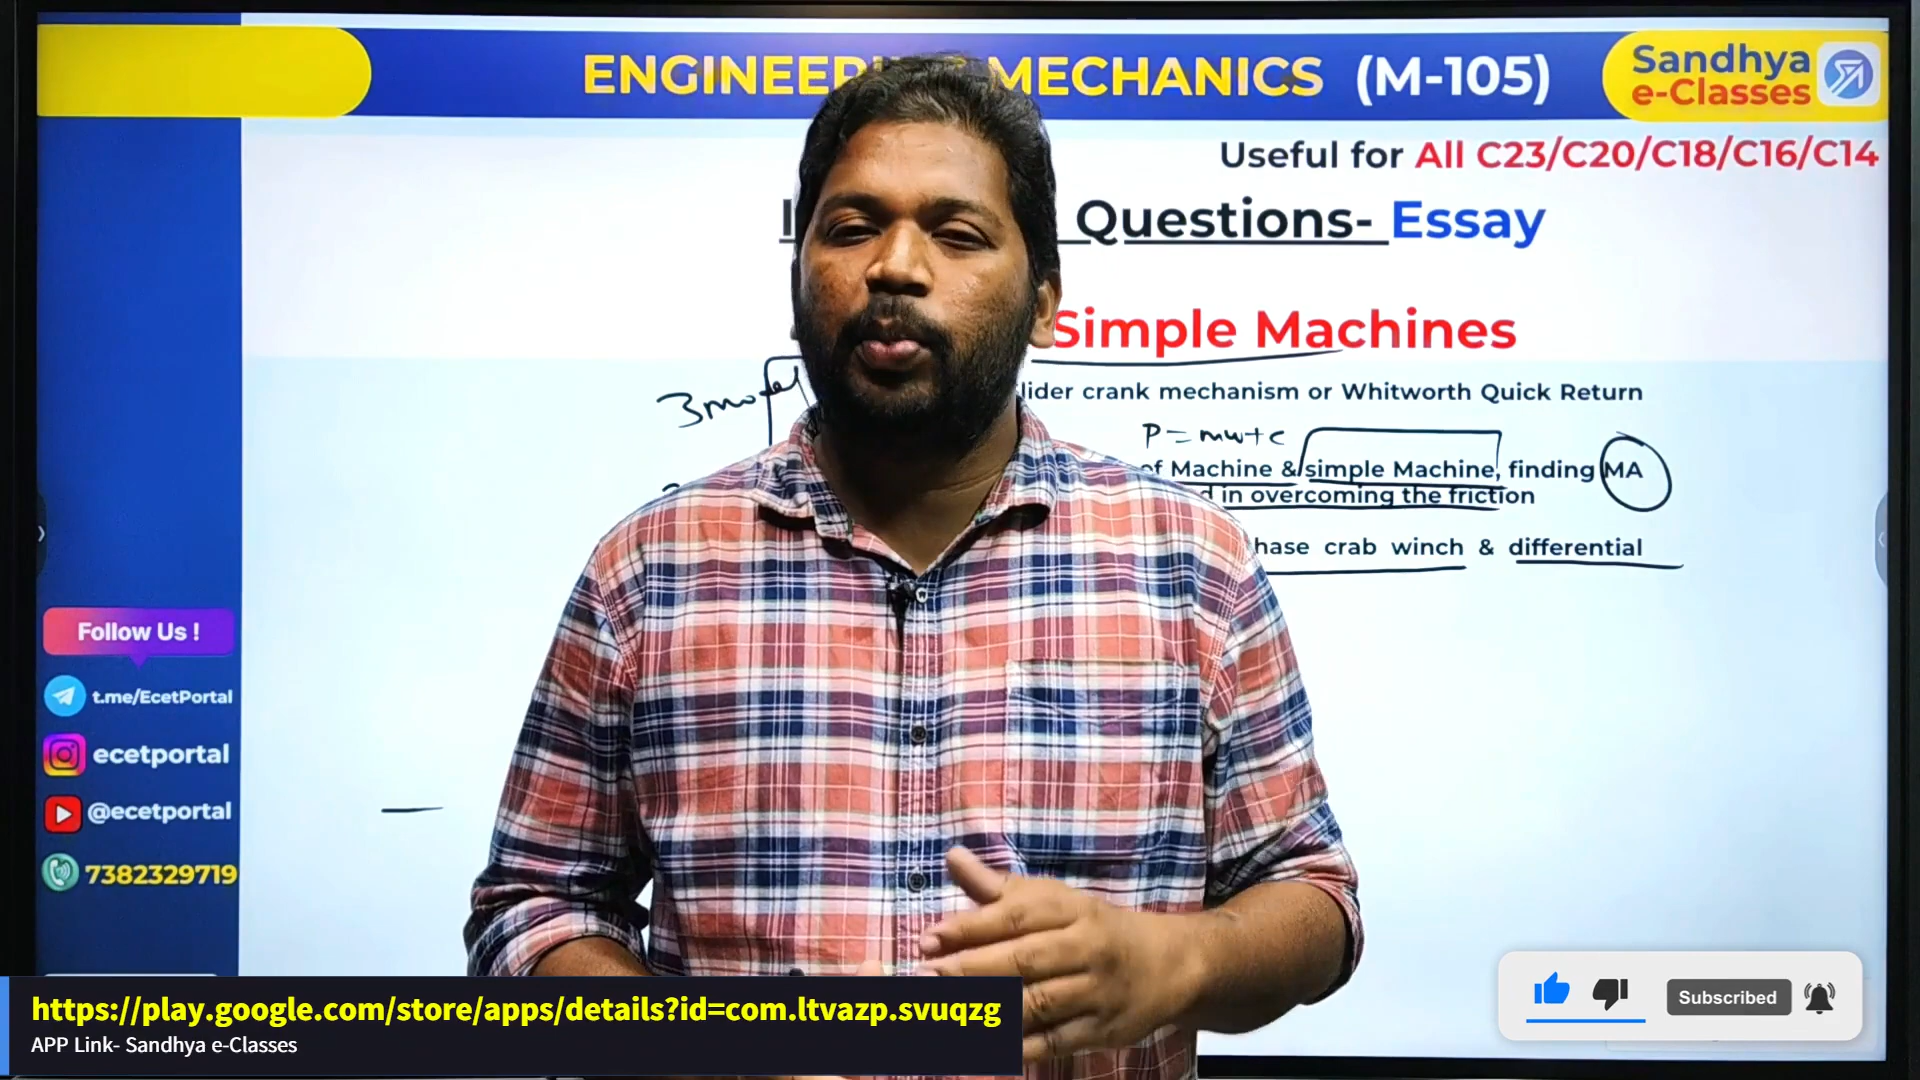 ENGINEERING MECHANICS (M-105)
Sandhya
e-Classes
Useful for All C23/C20/C18/C16/C14
Questions- Essay
Simple Machines
3mo
lider crank mechanism or Whitworth Quick Return
P = mw + c
of Machine & simple Machine, finding MA
d in overcoming the friction
hase crab winch & differential
Follow Us !
t.me/EcetPortal
ecetportal
@ecetportal
7382329719
https://play.google.com/store/apps/details?id=com.ltvazp.svuqzg
APP Link- Sandhya e-Classes
Subscribed